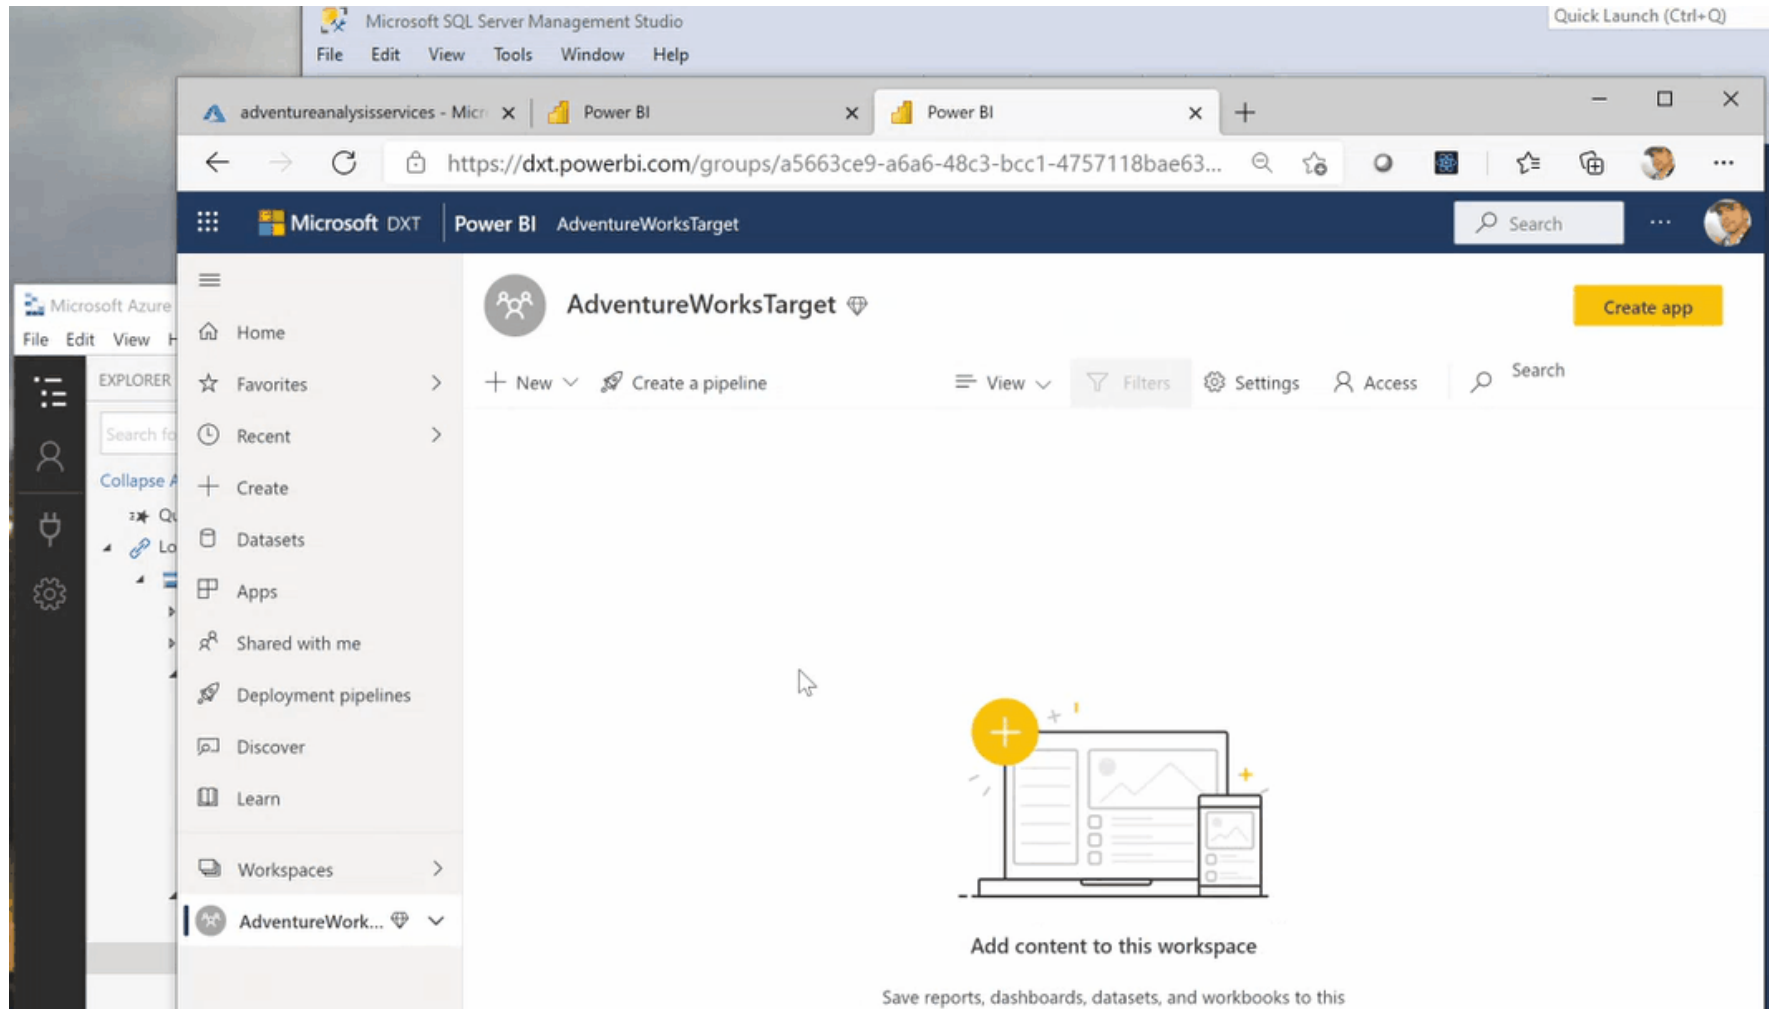 Microsoft SQL Server Management Studio
Quick Launch (Ctrl+Q)
File Edit View Tools Window Help
adventureanalysisservices - Micr
Power BI
Power BI
https://dxt.powerbi.com/groups/a5663ce9-a6a6-48c3-bcc1-4757118bae63...
Microsoft DXT Power BI AdventureWorksTarget
Search
Microsoft Azure
File Edit View H
EXPLORER
Search fo
Collapse A
Qu
Lo
Home
Favorites
Recent
Create
Datasets
Apps
Shared with me
Deployment pipelines
Discover
Learn
Workspaces
AdventureWork...
AdventureWorksTarget
Create app
New Create a pipeline View Filters Settings Access Search
Add content to this workspace
Save reports, dashboards, datasets, and workbooks to this